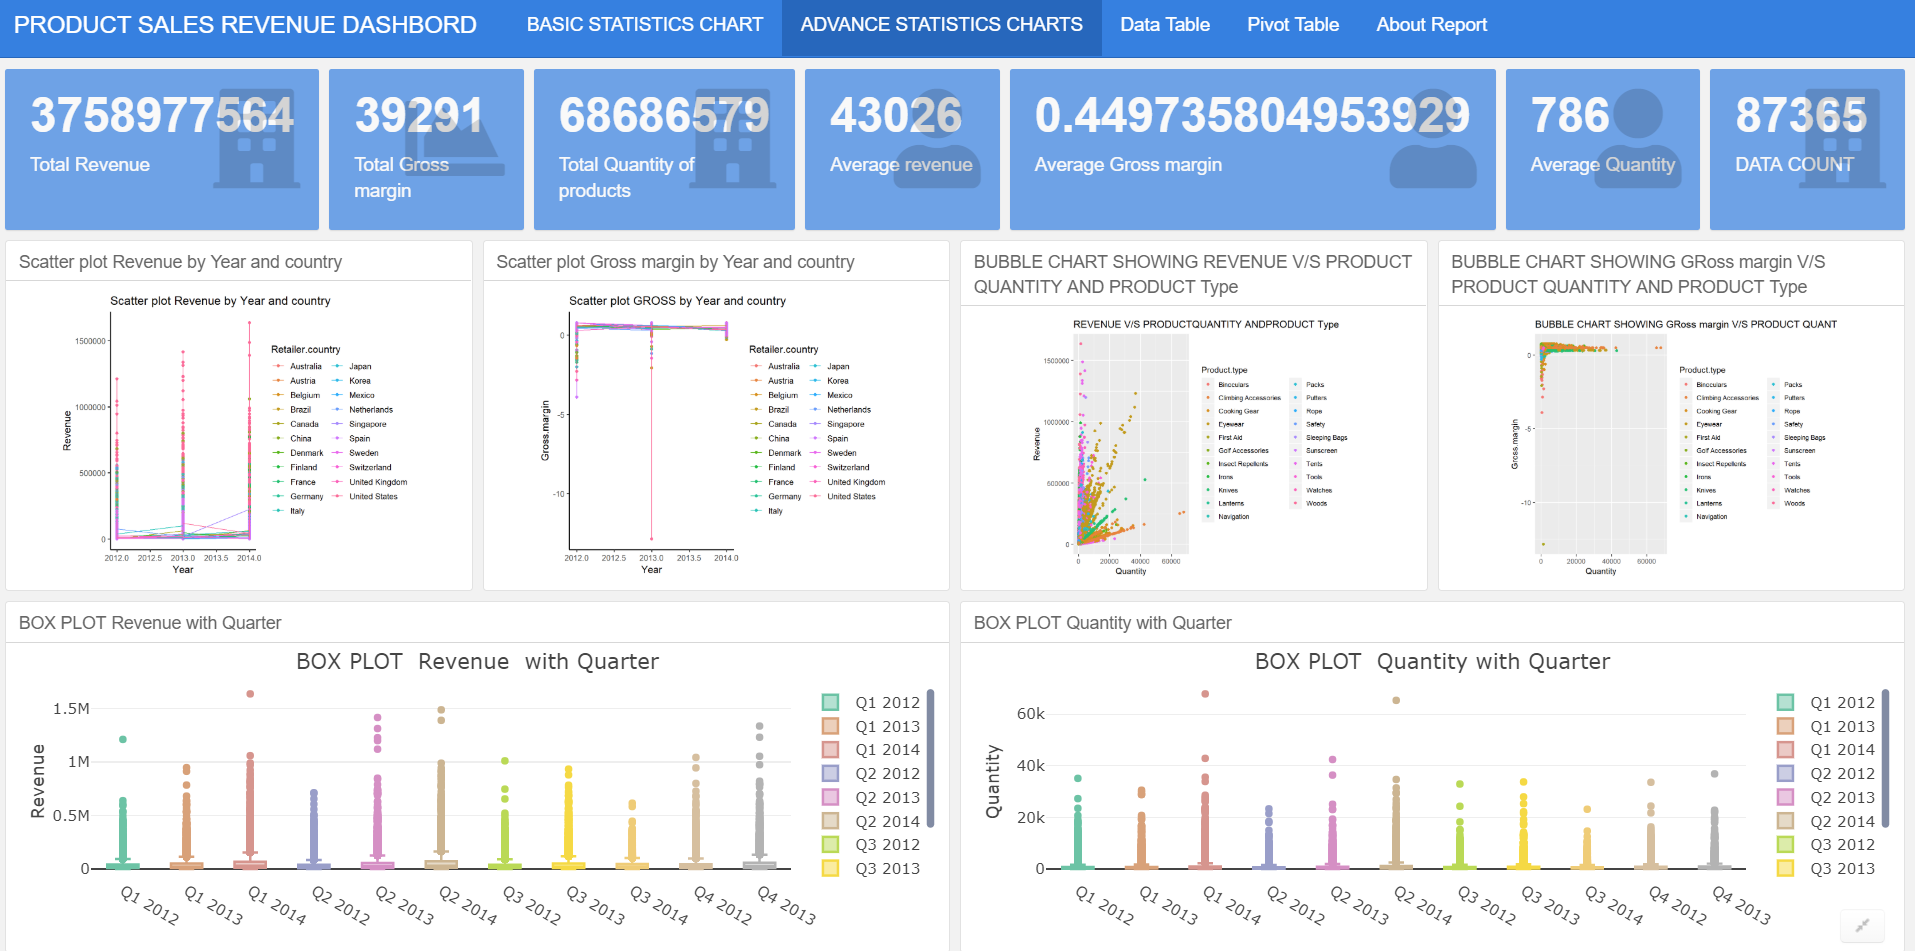 PRODUCT SALES REVENUE DASHBORD
BASIC STATISTICS CHART
ADVANCE STATISTICS CHARTS
Data Table
Pivot Table
About Report
3758977564
Total Revenue
39291
Total Gross
margin
68686579
Total Quantity of
products
43026
Average revenue
0.449735804953929
Average Gross margin
786
Average Quantity
87365
DATA COUNT
Scatter plot Revenue by Year and country
Scatter plot Revenue by Year and country
Revenue
1500000
1000000
500000
0
2012.0 2012.5 2013.0 2013.5 2014.0
Year
Retailer.country
Australia Japan
Austria Korea
Belgium Mexico
Brazil Netherlands
Canada Singapore
China Spain
Denmark Sweden
Finland Switzerland
France United Kingdom
Germany United States
Italy
Scatter plot Gross margin by Year and country
Scatter plot GROSS by Year and country
Gross.margin
0
-5
-10
2012.0 2012.5 2013.0 2013.5 2014.0
Year
Retailer.country
Australia Japan
Austria Korea
Belgium Mexico
Brazil Netherlands
Canada Singapore
China Spain
Denmark Sweden
Finland Switzerland
France United Kingdom
Germany United States
Italy
BUBBLE CHART SHOWING REVENUE V/S PRODUCT
QUANTITY AND PRODUCT Type
REVENUE V/S PRODUCTQUANTITY ANDPRODUCT Type
Revenue
1500000
1000000
500000
0
0 20000 40000 60000
Quantity
Product.type
Binoculars Packs
Climbing Accessories Putters
Cooking Gear Rope
Eyewear Safety
First Aid Sleeping Bags
Golf Accessories Sunscreen
Insect Repellents Tents
Irons Tools
Knives Watches
Lanterns Woods
Navigation
BUBBLE CHART SHOWING GRoss margin V/S
PRODUCT QUANTITY AND PRODUCT Type
BUBBLE CHART SHOWING GRoss margin V/S PRODUCT QUANT
Gross.margin
0
-5
-10
0 20000 40000 60000
Quantity
Product.type
Binoculars Packs
Climbing Accessories Putters
Cooking Gear Rope
Eyewear Safety
First Aid Sleeping Bags
Golf Accessories Sunscreen
Insect Repellents Tents
Irons Tools
Knives Watches
Lanterns Woods
Navigation
BOX PLOT Revenue with Quarter
BOX PLOT Revenue with Quarter
Revenue
1.5M
1M
0.5M
0
Q1 2012 Q1 2013 Q1 2014 Q2 2012 Q2 2013 Q2 2014 Q3 2012 Q3 2013 Q3 2014 Q4 2012 Q4 2013
Q1 2012
Q1 2013
Q1 2014
Q2 2012
Q2 2013
Q2 2014
Q3 2012
Q3 2013
BOX PLOT Quantity with Quarter
BOX PLOT Quantity with Quarter
Quantity
60k
40k
20k
0
Q1 2012 Q1 2013 Q1 2014 Q2 2012 Q2 2013 Q2 2014 Q3 2012 Q3 2013 Q3 2014 Q4 2012 Q4 2013
Q1 2012
Q1 2013
Q1 2014
Q2 2012
Q2 2013
Q2 2014
Q3 2012
Q3 2013